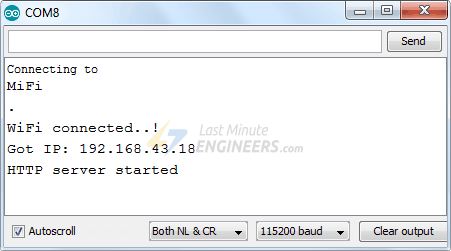 COM8
Send
Connecting to
MiFi
.
WiFi connected..!
Got IP: 192.168.43.18
HTTP server started
Last Minute
ENGINEERS.com
Autoscroll
Both NL & CR
115200 baud
Clear output